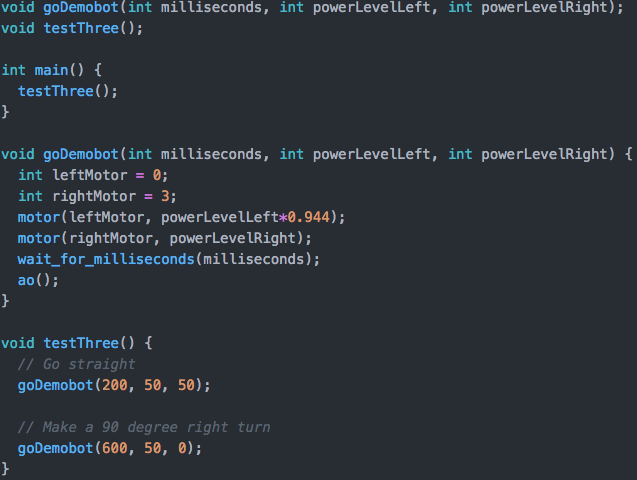 void goDemobot(int milliseconds, int powerLevelLeft, int powerLevelRight);
void testThree();

int main() {
  testThree();
}

void goDemobot(int milliseconds, int powerLevelLeft, int powerLevelRight) {
  int leftMotor = 0;
  int rightMotor = 3;
  motor(leftMotor, powerLevelLeft*0.944);
  motor(rightMotor, powerLevelRight);
  wait_for_milliseconds(milliseconds);
  ao();
}

void testThree() {
  // Go straight
  goDemobot(200, 50, 50);

  // Make a 90 degree right turn
  goDemobot(600, 50, 0);
}